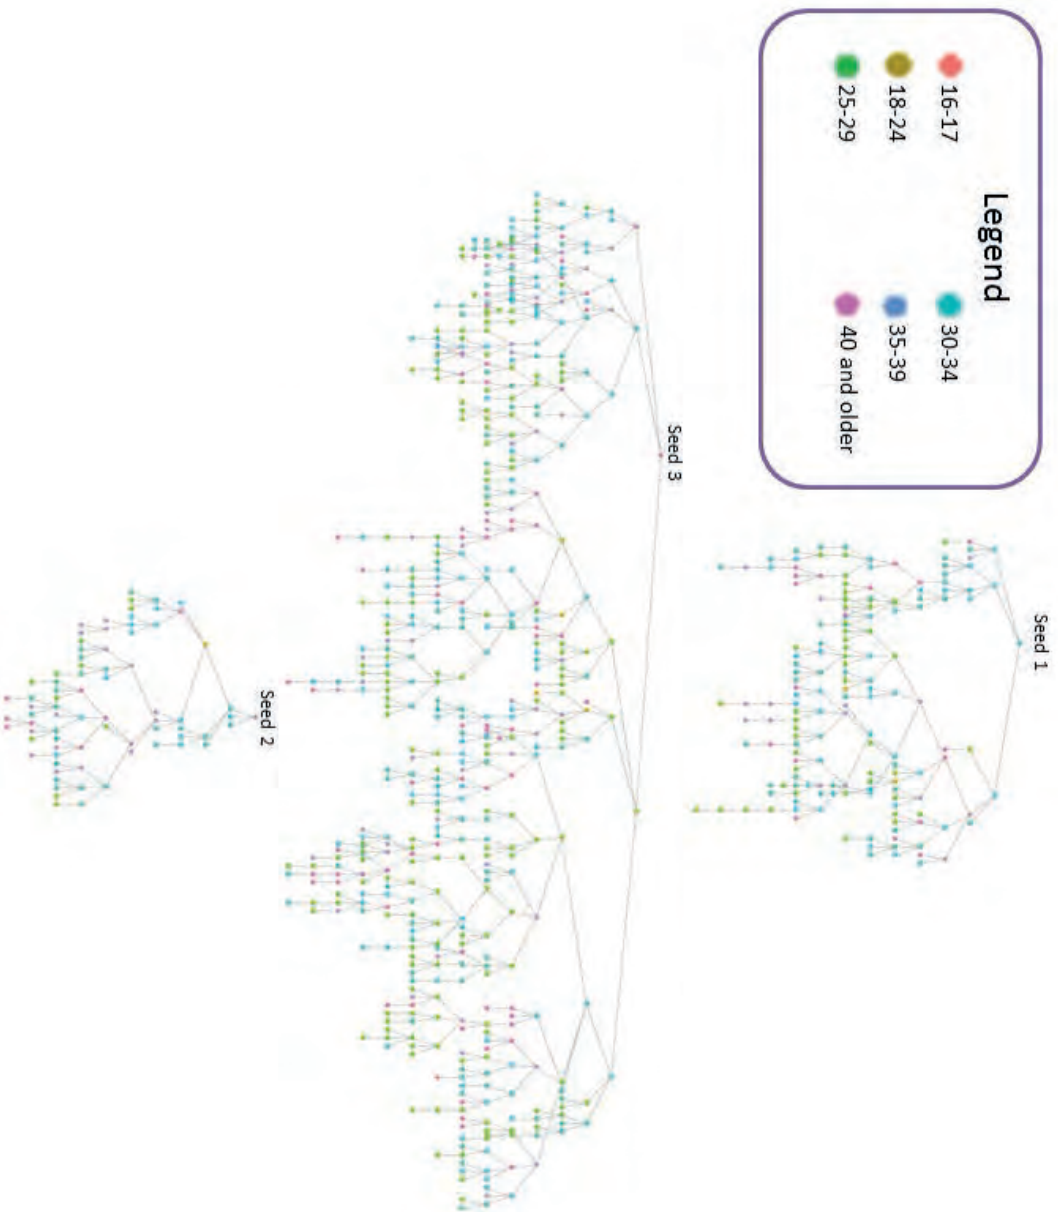 Legend
16-17
18-24
25-29
30-34
35-39
40 and older
Seed 1
Seed 3
Seed 2